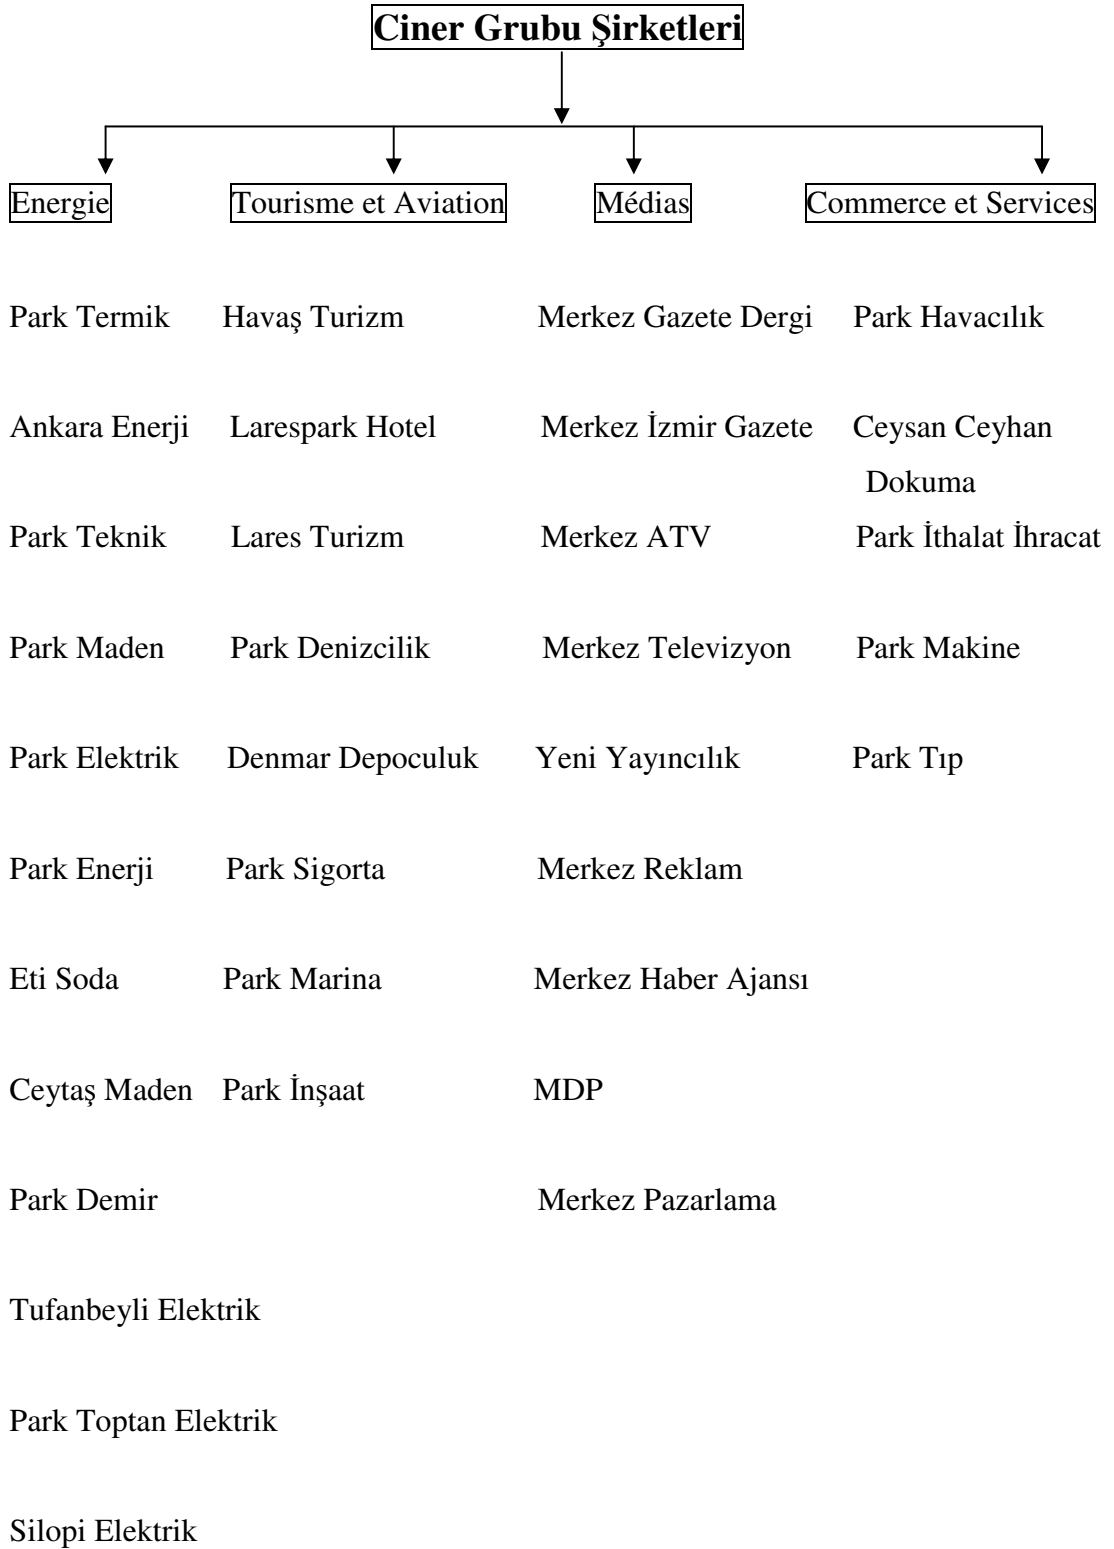 Ciner Grubu Şirketleri
Energie Tourisme et Aviation Médias Commerce et Services
Park Termik Havaş Turizm Merkez Gazete Dergi Park Havacılık
Ankara Enerji Larespark Hotel Merkez İzmir Gazete Ceysan Ceyhan
Dokuma
Park Teknik Lares Turizm Merkez ATV Park İthalat İhracat
Park Maden Park Denizcilik Merkez Televizyon Park Makine
Park Elektrik Denmar Depoculuk Yeni Yayıncılık Park Tıp
Park Enerji Park Sigorta Merkez Reklam
Eti Soda Park Marina Merkez Haber Ajansı
Ceytaş Maden Park İnşaat MDP
Park Demir Merkez Pazarlama
Tufanbeyli Elektrik
Park Toptan Elektrik
Silopi Elektrik